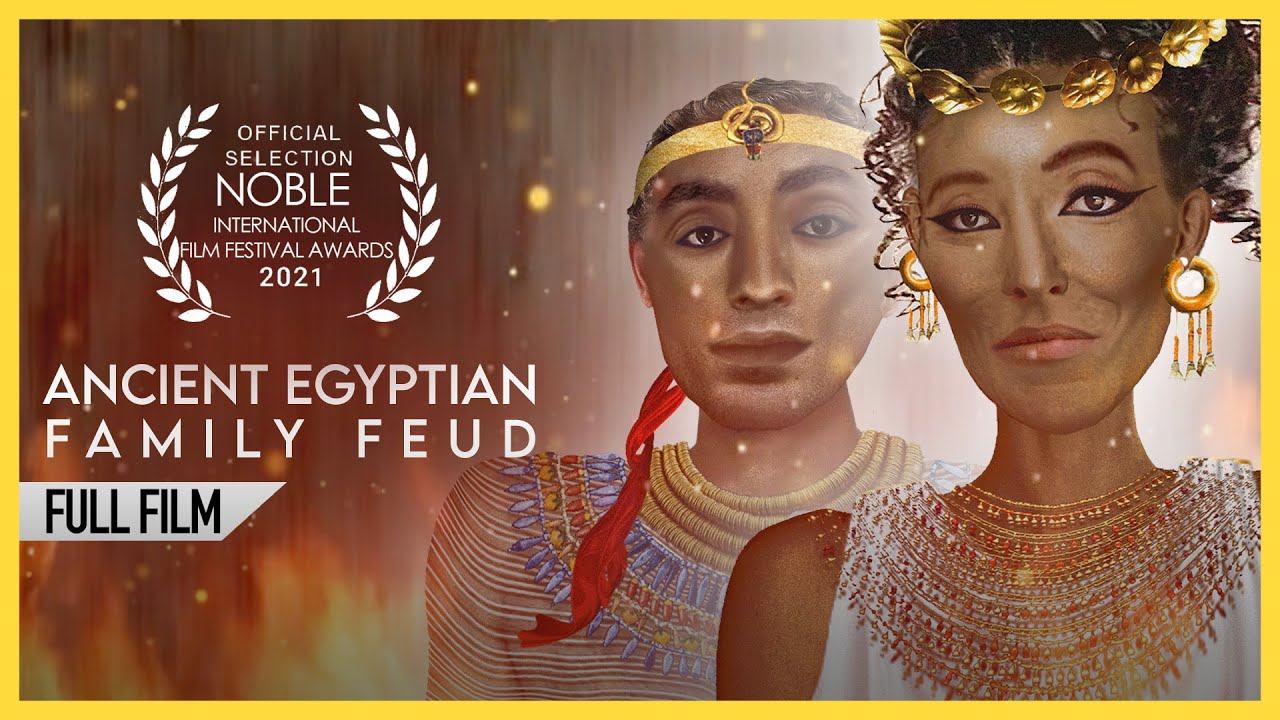 OFFICIAL
SELECTION
NOBLE
INTERNATIONAL
FILM FESTIVAL AWARDS
2021
ANCIENT EGYPTIAN
FAMILY FEUD
FULL FILM